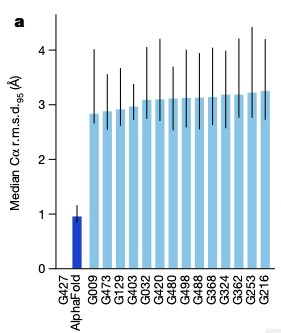 a
Median Cα r.m.s.d.95 (Å)
4
3
2
1
0
G427
AlphaFold
G009
G473
G129
G403
G032
G420
G480
G498
G488
G368
G324
G362
G253
G216